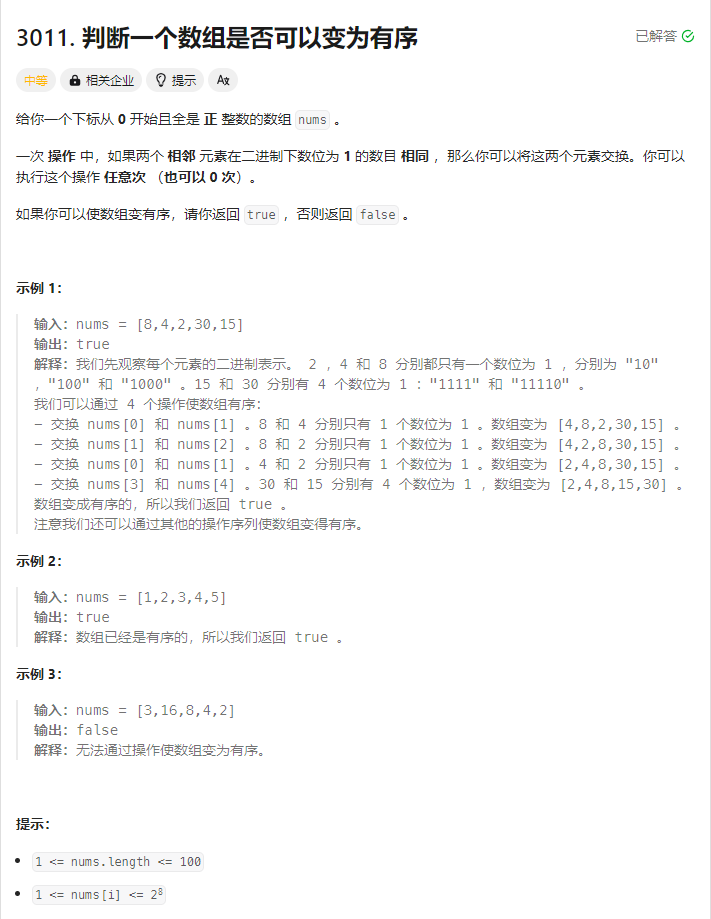 3011. 判断一个数组是否可以变为有序
已解答
中等 相关企业 提示 Aあ
给你一个下标从 0 开始且全是 正 整数的数组 nums 。
一次 操作 中，如果两个 相邻 元素在二进制下数位为 1 的数目 相同 ，那么你可以将这两个元素交换。你可以
执行这个操作 任意次 （也可以 0 次）。
如果你可以使数组变有序，请你返回 true ，否则返回 false 。
示例 1：
输入：nums = [8,4,2,30,15]
输出：true
解释：我们先观察每个元素的二进制表示。 2 ，4 和 8 分别都只有一个数位为 1 ，分别为 "10"
，"100" 和 "1000" 。15 和 30 分别有 4 个数位为 1 ："1111" 和 "11110" 。
我们可以通过 4 个操作使数组有序：
- 交换 nums[0] 和 nums[1] 。8 和 4 分别只有 1 个数位为 1 。数组变为 [4,8,2,30,15] 。
- 交换 nums[1] 和 nums[2] 。8 和 2 分别只有 1 个数位为 1 。数组变为 [4,2,8,30,15] 。
- 交换 nums[0] 和 nums[1] 。4 和 2 分别只有 1 个数位为 1 。数组变为 [2,4,8,30,15] 。
- 交换 nums[3] 和 nums[4] 。30 和 15 分别有 4 个数位为 1 ，数组变为 [2,4,8,15,30] 。
数组变成有序的，所以我们返回 true 。
注意我们还可以通过其他的操作序列使数组变得有序。
示例 2：
输入：nums = [1,2,3,4,5]
输出：true
解释：数组已经是有序的，所以我们返回 true 。
示例 3：
输入：nums = [3,16,8,4,2]
输出：false
解释：无法通过操作使数组变为有序。
提示：
1 <= nums.length <= 100
1 <= nums[i] <= 2⁸